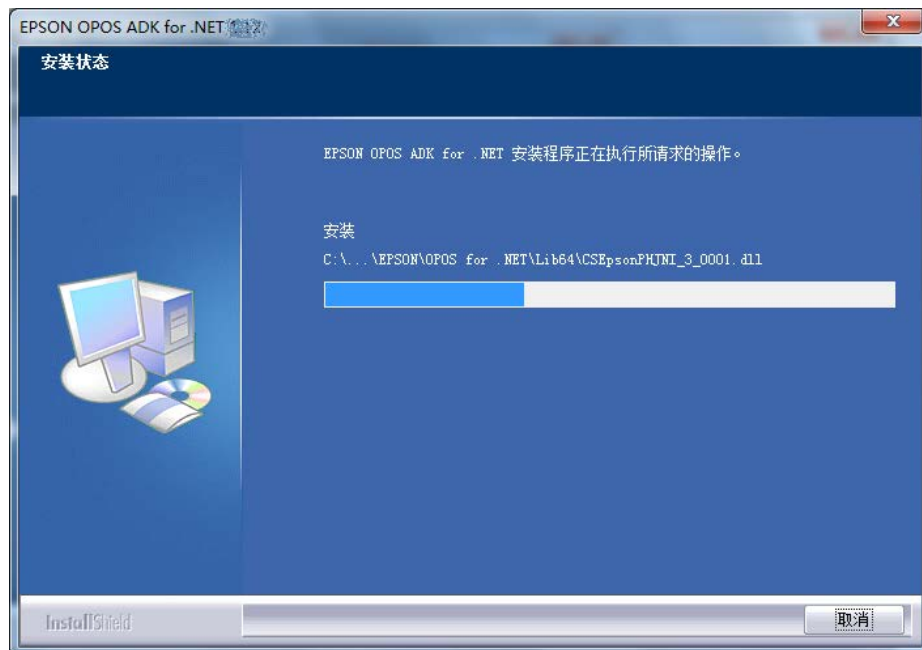 EPSON OPOS ADK for .NET
安装状态
EPSON OPOS ADK for .NET 安装程序正在执行所请求的操作。
安装
C:\...\EPSON\OPOS for .NET\Lib64\CSEpsonPHJNI_3_0001.dll
InstallShield
取消